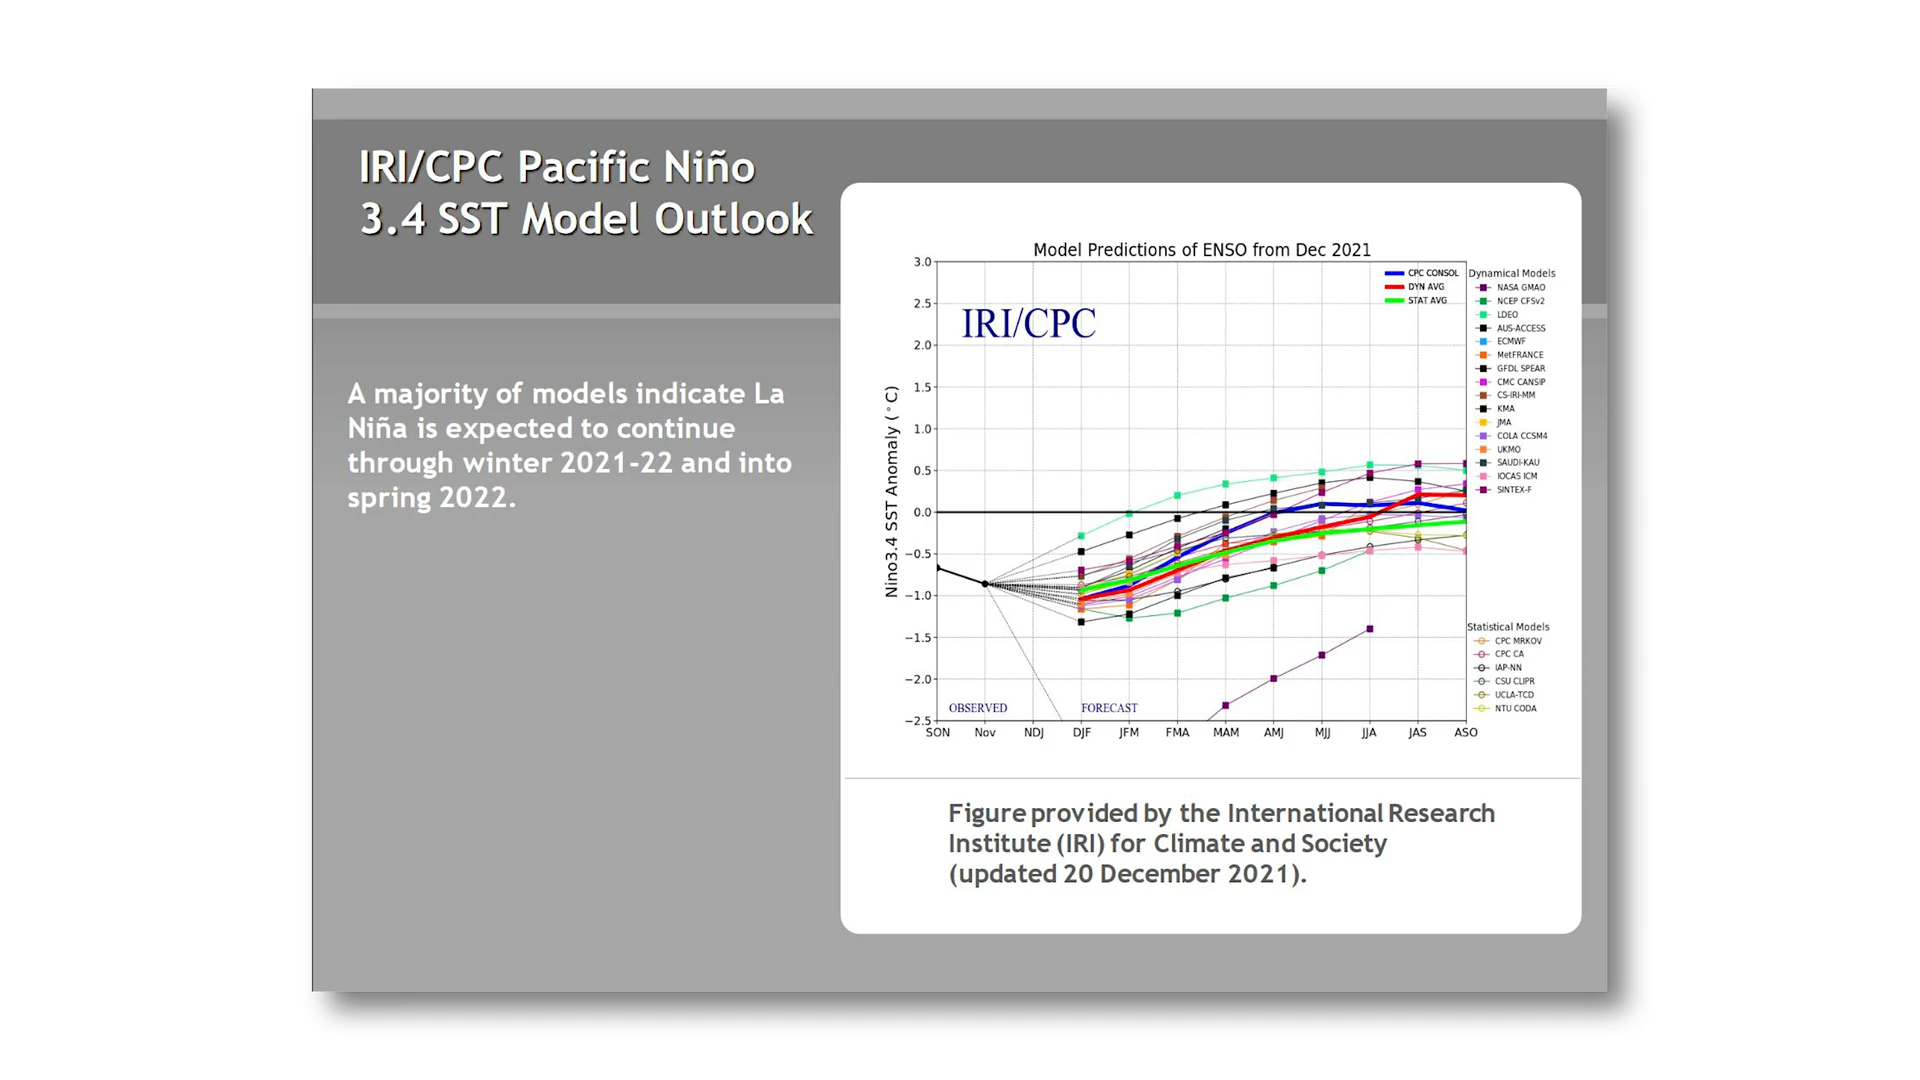 IRI/CPC Pacific Niño
3.4 SST Model Outlook
A majority of models indicate La
Niña is expected to continue
through winter 2021-22 and into
spring 2022.
Model Predictions of ENSO from Dec 2021
IRI/CPC
Nino3.4 SST Anomaly (°C)
3.0
2.5
2.0
1.5
1.0
0.5
0.0
−0.5
−1.0
−1.5
−2.0
−2.5
OBSERVED
FORECAST
SON Nov NDJ DJF JFM FMA MAM AMJ MJJ JJA JAS ASO
CPC CONSOL
DYN AVG
STAT AVG
Dynamical Models
NASA GMAO
NCEP CFSv2
LDEO
AUS-ACCESS
ECMWF
MetFRANCE
GFDL SPEAR
CMC CANSIP
CS-IRI-MM
KMA
JMA
COLA CCSM4
UKMO
SAUDI-KAU
IOCAS ICM
SINTEX-F
Statistical Models
CPC MRKOV
CPC CA
IAP-NN
CSU CLIPR
UCLA-TCD
NTU CODA
Figure provided by the International Research
Institute (IRI) for Climate and Society
(updated 20 December 2021).